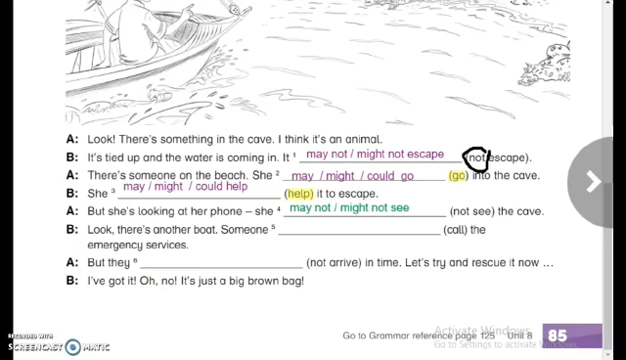 A: Look! There's something in the cave. I think it's an animal.
B: It's tied up and the water is coming in. It ¹ may not / might not escape (not escape).
A: There's someone on the beach. She ² may / might / could go (go) into the cave.
B: She ³ may / might / could help (help) it to escape.
A: But she's looking at her phone – she ⁴ may not / might not see (not see) the cave.
B: Look, there's another boat. Someone ⁵ (call) the
emergency services.
A: But they ⁶ (not arrive) in time. Let's try and rescue it now …
B: I've got it! Oh, no! It's just a big brown bag!
Go to Grammar reference page 125 Unit 8 85
Activate Windows
Go to Settings to activate Windows.
RECORDED WITH
SCREENCAST MATIC